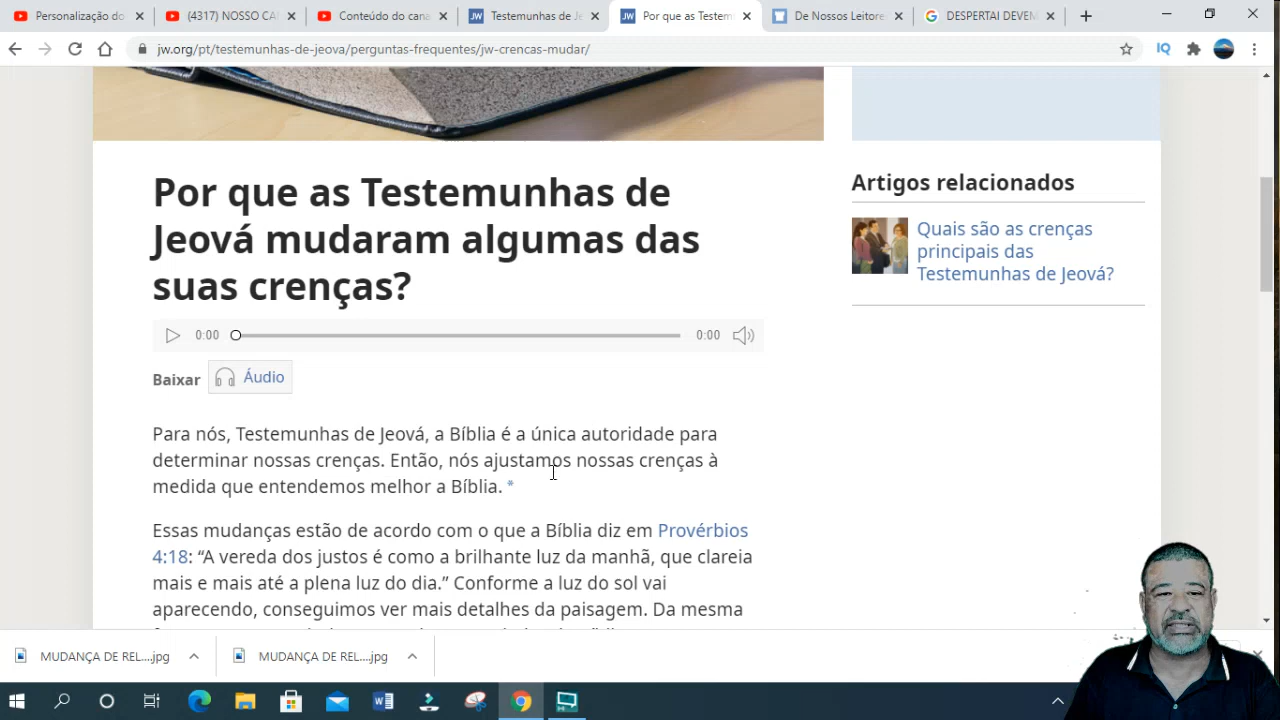 Personalização do
(4317) NOSSO CA
Conteúdo do cana
Testemunhas de Je
Por que as Testem
De Nossos Leitore
DESPERTAI DEVEN
jw.org/pt/testemunhas-de-jeova/perguntas-frequentes/jw-crencas-mudar/
IQ
Por que as Testemunhas de
Jeová mudaram algumas das
suas crenças?
0:00
0:00
Baixar
Áudio
Para nós, Testemunhas de Jeová, a Bíblia é a única autoridade para
determinar nossas crenças. Então, nós ajustamos nossas crenças à
medida que entendemos melhor a Bíblia. *
Essas mudanças estão de acordo com o que a Bíblia diz em Provérbios
4:18: “A vereda dos justos é como a brilhante luz da manhã, que clareia
mais e mais até a plena luz do dia.” Conforme a luz do sol vai
aparecendo, conseguimos ver mais detalhes da paisagem. Da mesma
Artigos relacionados
Quais são as crenças
principais das
Testemunhas de Jeová?
MUDANÇA DE REL....jpg
MUDANÇA DE REL....jpg